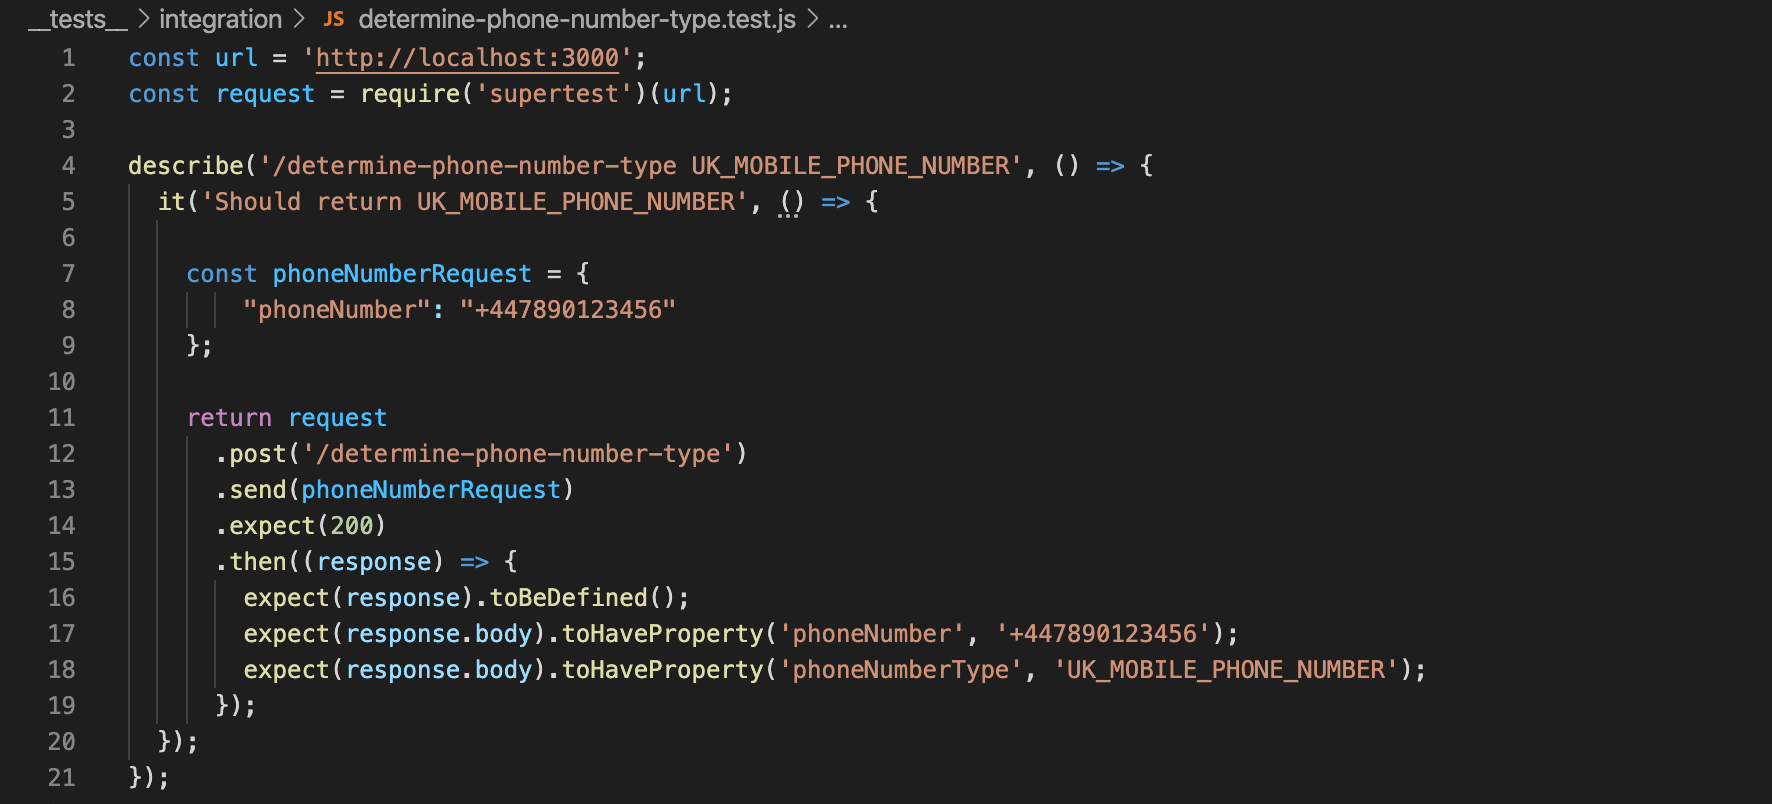 __tests__ > integration > JS determine-phone-number-type.test.js > ...
1 const url = 'http://localhost:3000';
2 const request = require('supertest')(url);
3
4 describe('/determine-phone-number-type UK_MOBILE_PHONE_NUMBER', () => {
5 it('Should return UK_MOBILE_PHONE_NUMBER', () => {
6
7 const phoneNumberRequest = {
8 "phoneNumber": "+447890123456"
9 };
10
11 return request
12 .post('/determine-phone-number-type')
13 .send(phoneNumberRequest)
14 .expect(200)
15 .then((response) => {
16 expect(response).toBeDefined();
17 expect(response.body).toHaveProperty('phoneNumber', '+447890123456');
18 expect(response.body).toHaveProperty('phoneNumberType', 'UK_MOBILE_PHONE_NUMBER');
19 });
20 });
21 });